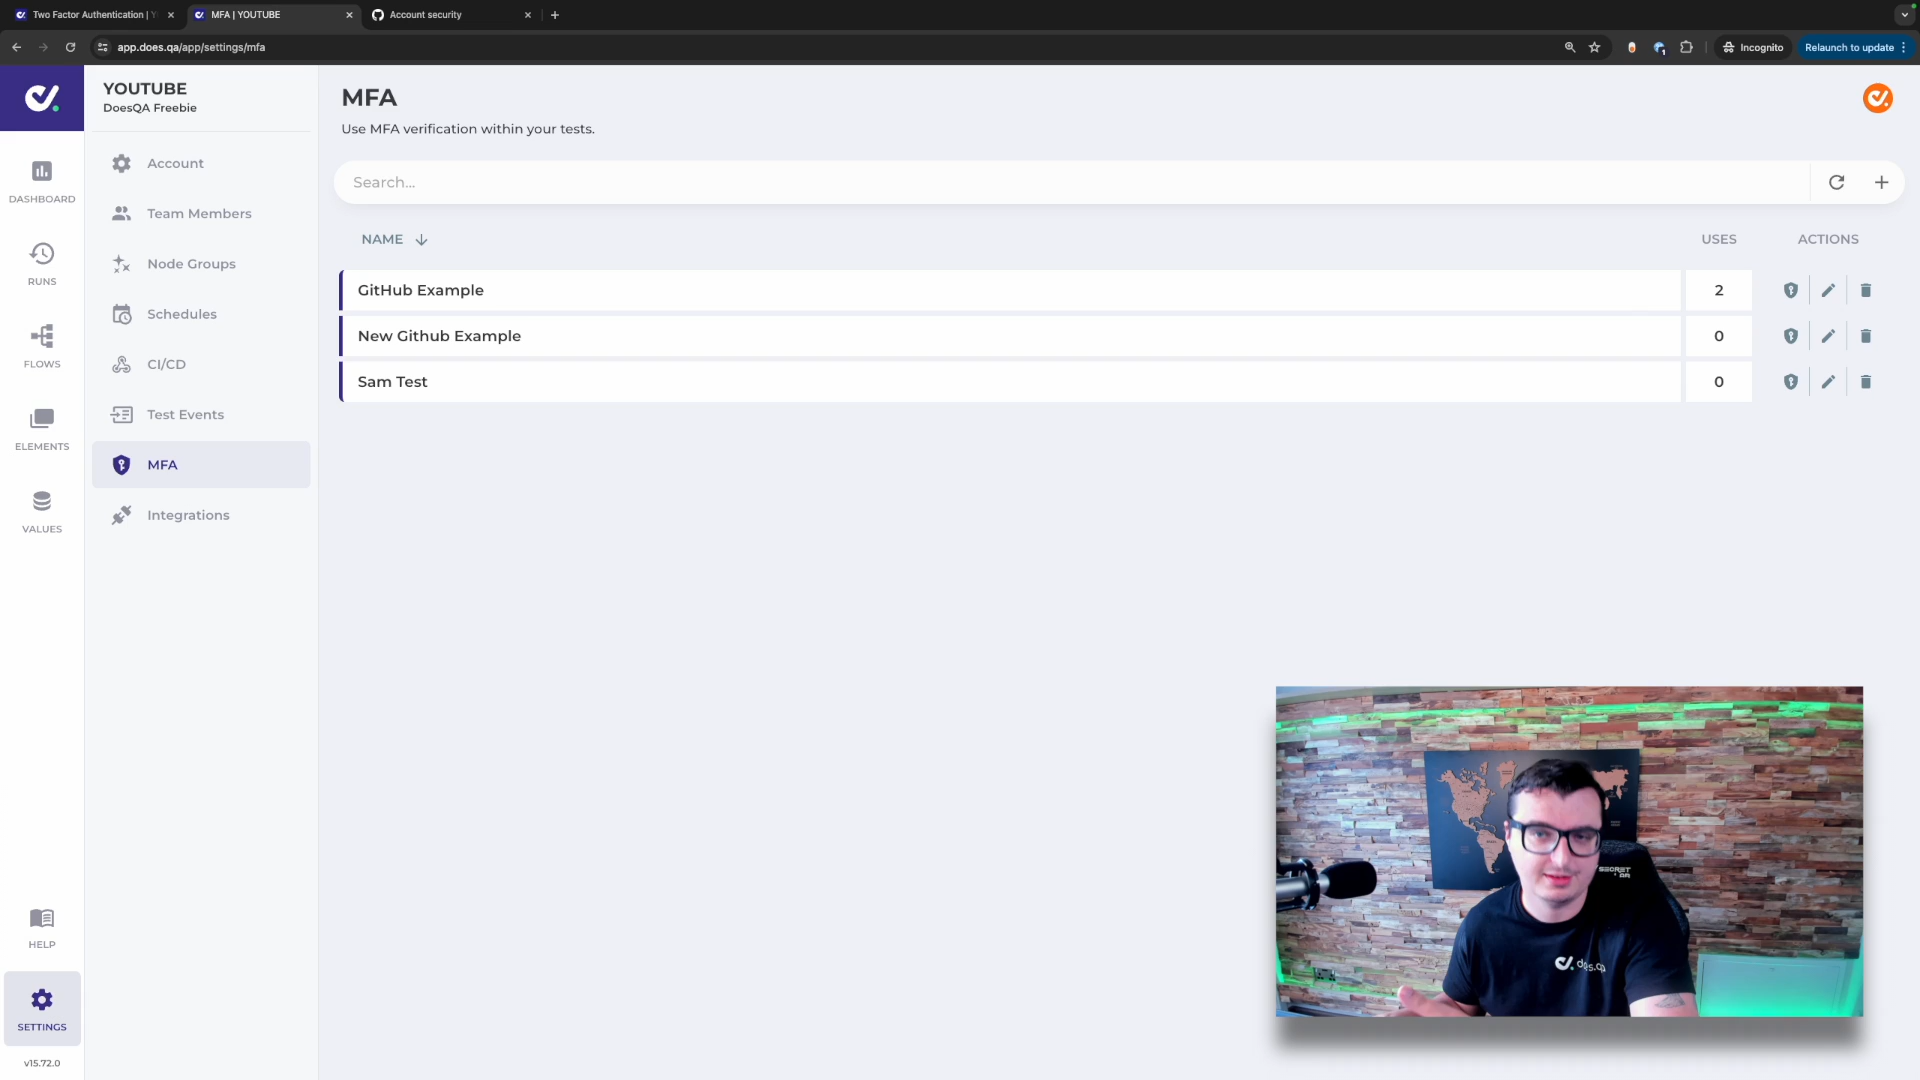 Two Factor Authentication | Y
MFA | YOUTUBE
Account security
app.does.qa/app/settings/mfa
Incognito
Relaunch to update
YOUTUBE
DoesQA Freebie
DASHBOARD
RUNS
FLOWS
ELEMENTS
VALUES
HELP
SETTINGS
v15.72.0
Account
Team Members
Node Groups
Schedules
CI/CD
Test Events
MFA
Integrations
MFA
Use MFA verification within your tests.
Search...
NAME
USES
ACTIONS
GitHub Example
2
New Github Example
0
Sam Test
0
SECRET
does.qa